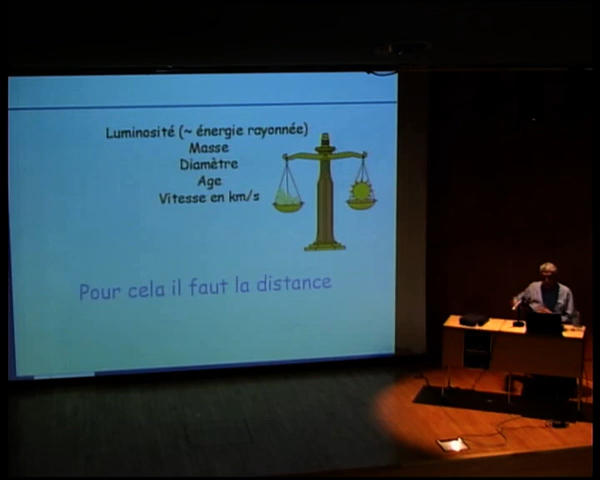 Luminosité (~ énergie rayonnée)
Masse
Diamètre
Age
Vitesse en km/s
Pour cela il faut la distance